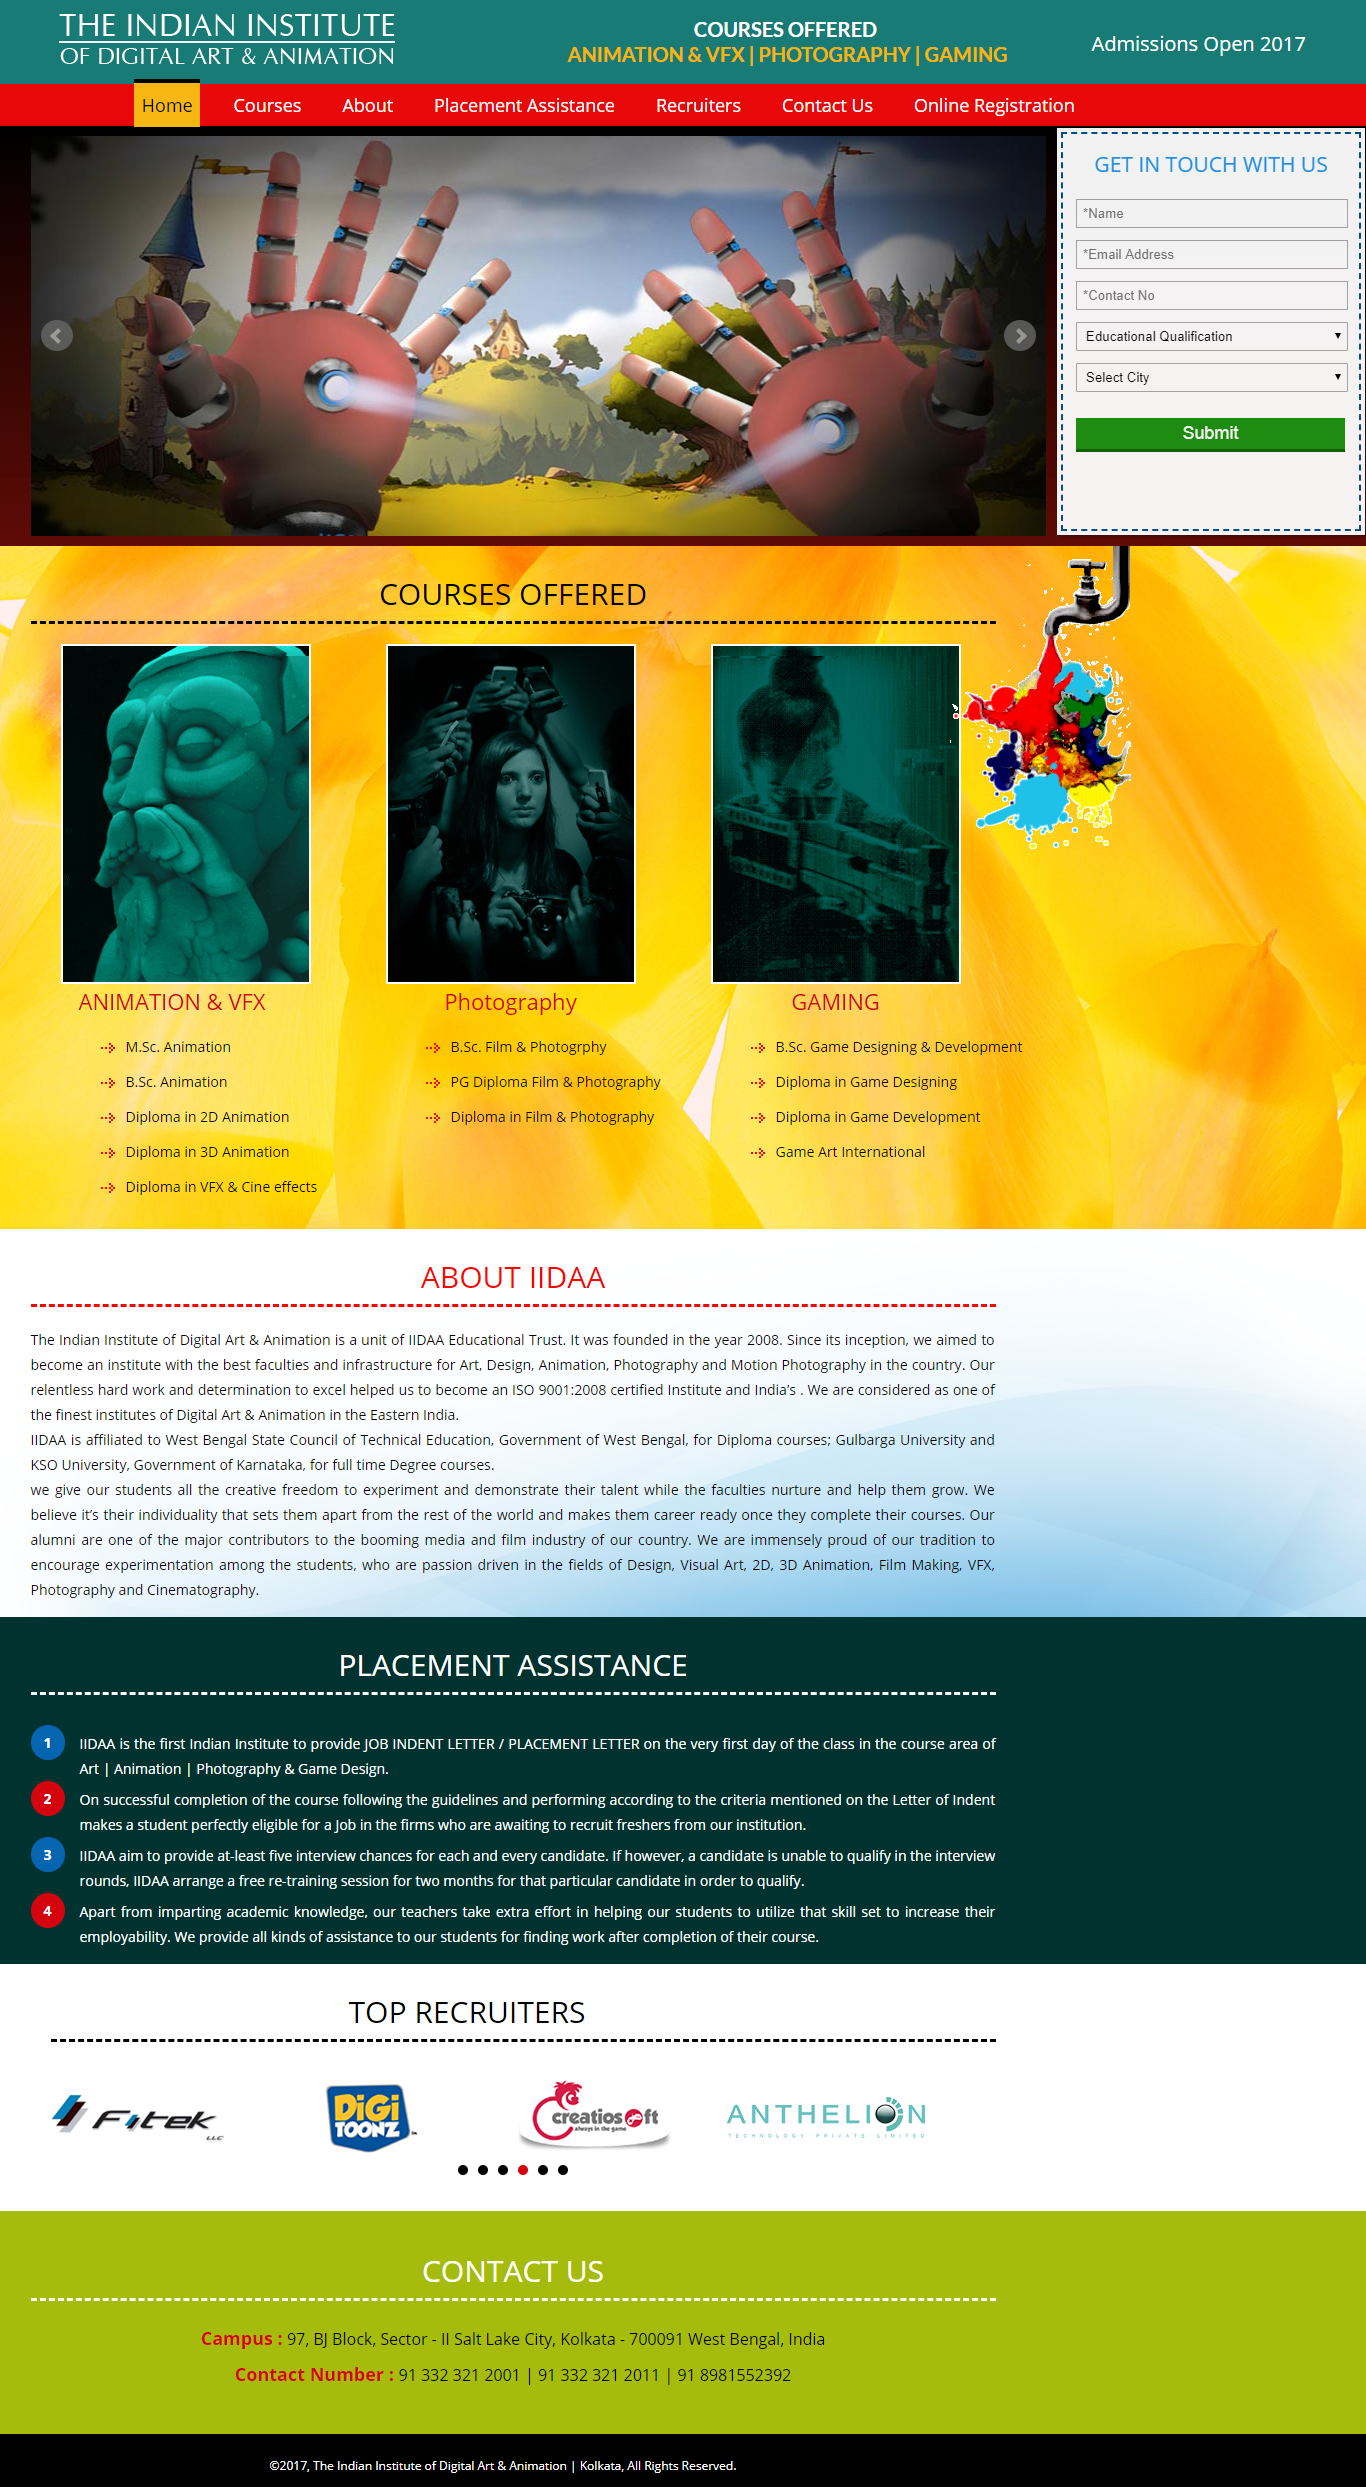 THE INDIAN INSTITUTE
OF DIGITAL ART & ANIMATION
COURSES OFFERED
ANIMATION & VFX | PHOTOGRAPHY | GAMING
Admissions Open 2017
Home Courses About Placement Assistance Recruiters Contact Us Online Registration
GET IN TOUCH WITH US
*Name
*Email Address
*Contact No
Educational Qualification
Select City
Submit
COURSES OFFERED
ANIMATION & VFX
M.Sc. Animation
B.Sc. Animation
Diploma in 2D Animation
Diploma in 3D Animation
Diploma in VFX & Cine effects
Photography
B.Sc. Film & Photogrphy
PG Diploma Film & Photography
Diploma in Film & Photography
GAMING
B.Sc. Game Designing & Development
Diploma in Game Designing
Diploma in Game Development
Game Art International
ABOUT IIDAA
The Indian Institute of Digital Art & Animation is a unit of IIDAA Educational Trust. It was founded in the year 2008. Since its inception, we aimed to
become an institute with the best faculties and infrastructure for Art, Design, Animation, Photography and Motion Photography in the country. Our
relentless hard work and determination to excel helped us to become an ISO 9001:2008 certified Institute and India's . We are considered as one of
the finest institutes of Digital Art & Animation in the Eastern India.
IIDAA is affiliated to West Bengal State Council of Technical Education, Government of West Bengal, for Diploma courses; Gulbarga University and
KSO University, Government of Karnataka, for full time Degree courses.
we give our students all the creative freedom to experiment and demonstrate their talent while the faculties nurture and help them grow. We
believe it's their individuality that sets them apart from the rest of the world and makes them career ready once they complete their courses. Our
alumni are one of the major contributors to the booming media and film industry of our country. We are immensely proud of our tradition to
encourage experimentation among the students, who are passion driven in the fields of Design, Visual Art, 2D, 3D Animation, Film Making, VFX,
Photography and Cinematography.
PLACEMENT ASSISTANCE
1 IIDAA is the first Indian Institute to provide JOB INDENT LETTER / PLACEMENT LETTER on the very first day of the class in the course area of
Art | Animation | Photography & Game Design.
2 On successful completion of the course following the guidelines and performing according to the criteria mentioned on the Letter of Indent
makes a student perfectly eligible for a Job in the firms who are awaiting to recruit freshers from our institution.
3 IIDAA aim to provide at-least five interview chances for each and every candidate. If however, a candidate is unable to qualify in the interview
rounds, IIDAA arrange a free re-training session for two months for that particular candidate in order to qualify.
4 Apart from imparting academic knowledge, our teachers take extra effort in helping our students to utilize that skill set to increase their
employability. We provide all kinds of assistance to our students for finding work after completion of their course.
TOP RECRUITERS
Fitek
LLC
DiGi
TOONZ
creatiosoft
always in the game
ANTHELION
TECHNOLOGY PRIVATE LIMITED
CONTACT US
Campus : 97, BJ Block, Sector - II Salt Lake City, Kolkata - 700091 West Bengal, India
Contact Number : 91 332 321 2001 | 91 332 321 2011 | 91 8981552392
©2017, The Indian Institute of Digital Art & Animation | Kolkata, All Rights Reserved.